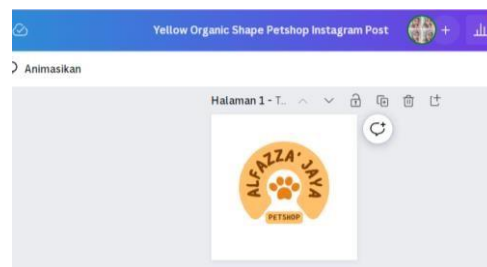 Yellow Organic Shape Petshop Instagram Post
Animasikan
Halaman 1 - T..
ALFAZZA' JAYA
PETSHOP